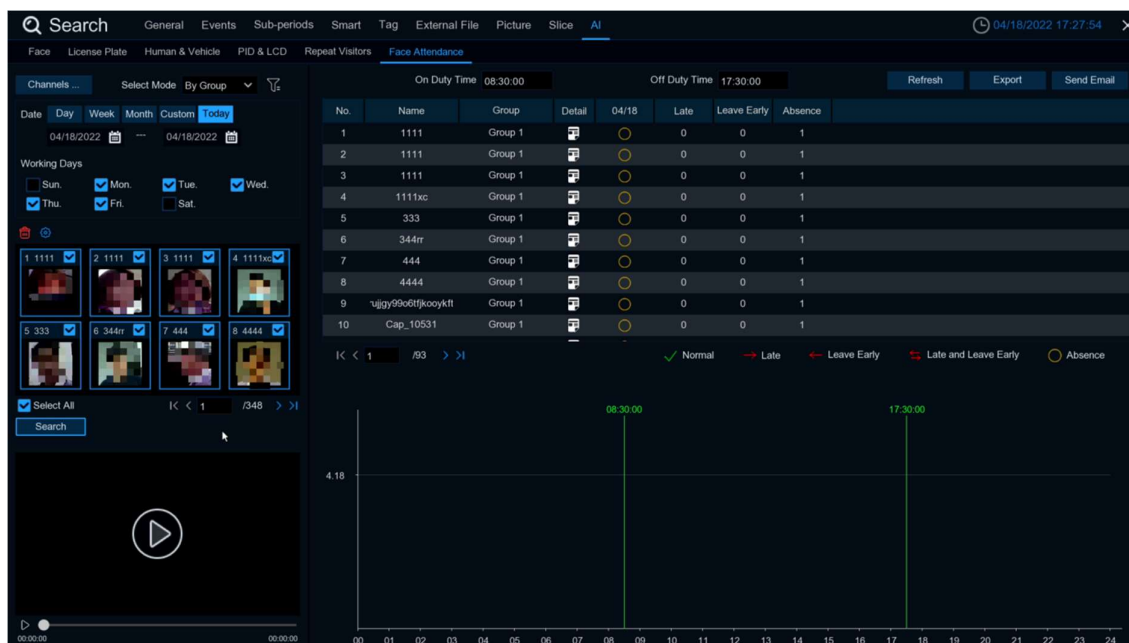 Search General Events Sub-periods Smart Tag External File Picture Slice AI 04/18/2022 17:27:54
Face License Plate Human & Vehicle PID & LCD Repeat Visitors Face Attendance
Channels ... Select Mode By Group
Date Day Week Month Custom Today
04/18/2022 --- 04/18/2022
Working Days
Sun. Mon. Tue. Wed.
Thu. Fri. Sat.
1 1111 2 1111 3 1111 4 1111xc
5 333 6 344rr 7 444 8 4444
Select All 1 /348
Search
00:00:00 00:00:00
On Duty Time 08:30:00 Off Duty Time 17:30:00 Refresh Export Send Email
No. Name Group Detail 04/18 Late Leave Early Absence
1 1111 Group 1 0 0 1
2 1111 Group 1 0 0 1
3 1111 Group 1 0 0 1
4 1111xc Group 1 0 0 1
5 333 Group 1 0 0 1
6 344rr Group 1 0 0 1
7 444 Group 1 0 0 1
8 4444 Group 1 0 0 1
9 Group 1 0 0 1
10 Cap_10531 Group 1 0 0 1
1 /93 Normal Late Leave Early Late and Leave Early Absence
08:30:00 17:30:00
4.18
00 01 02 03 04 05 06 07 08 09 10 11 12 13 14 15 16 17 18 19 20 21 22 23 24